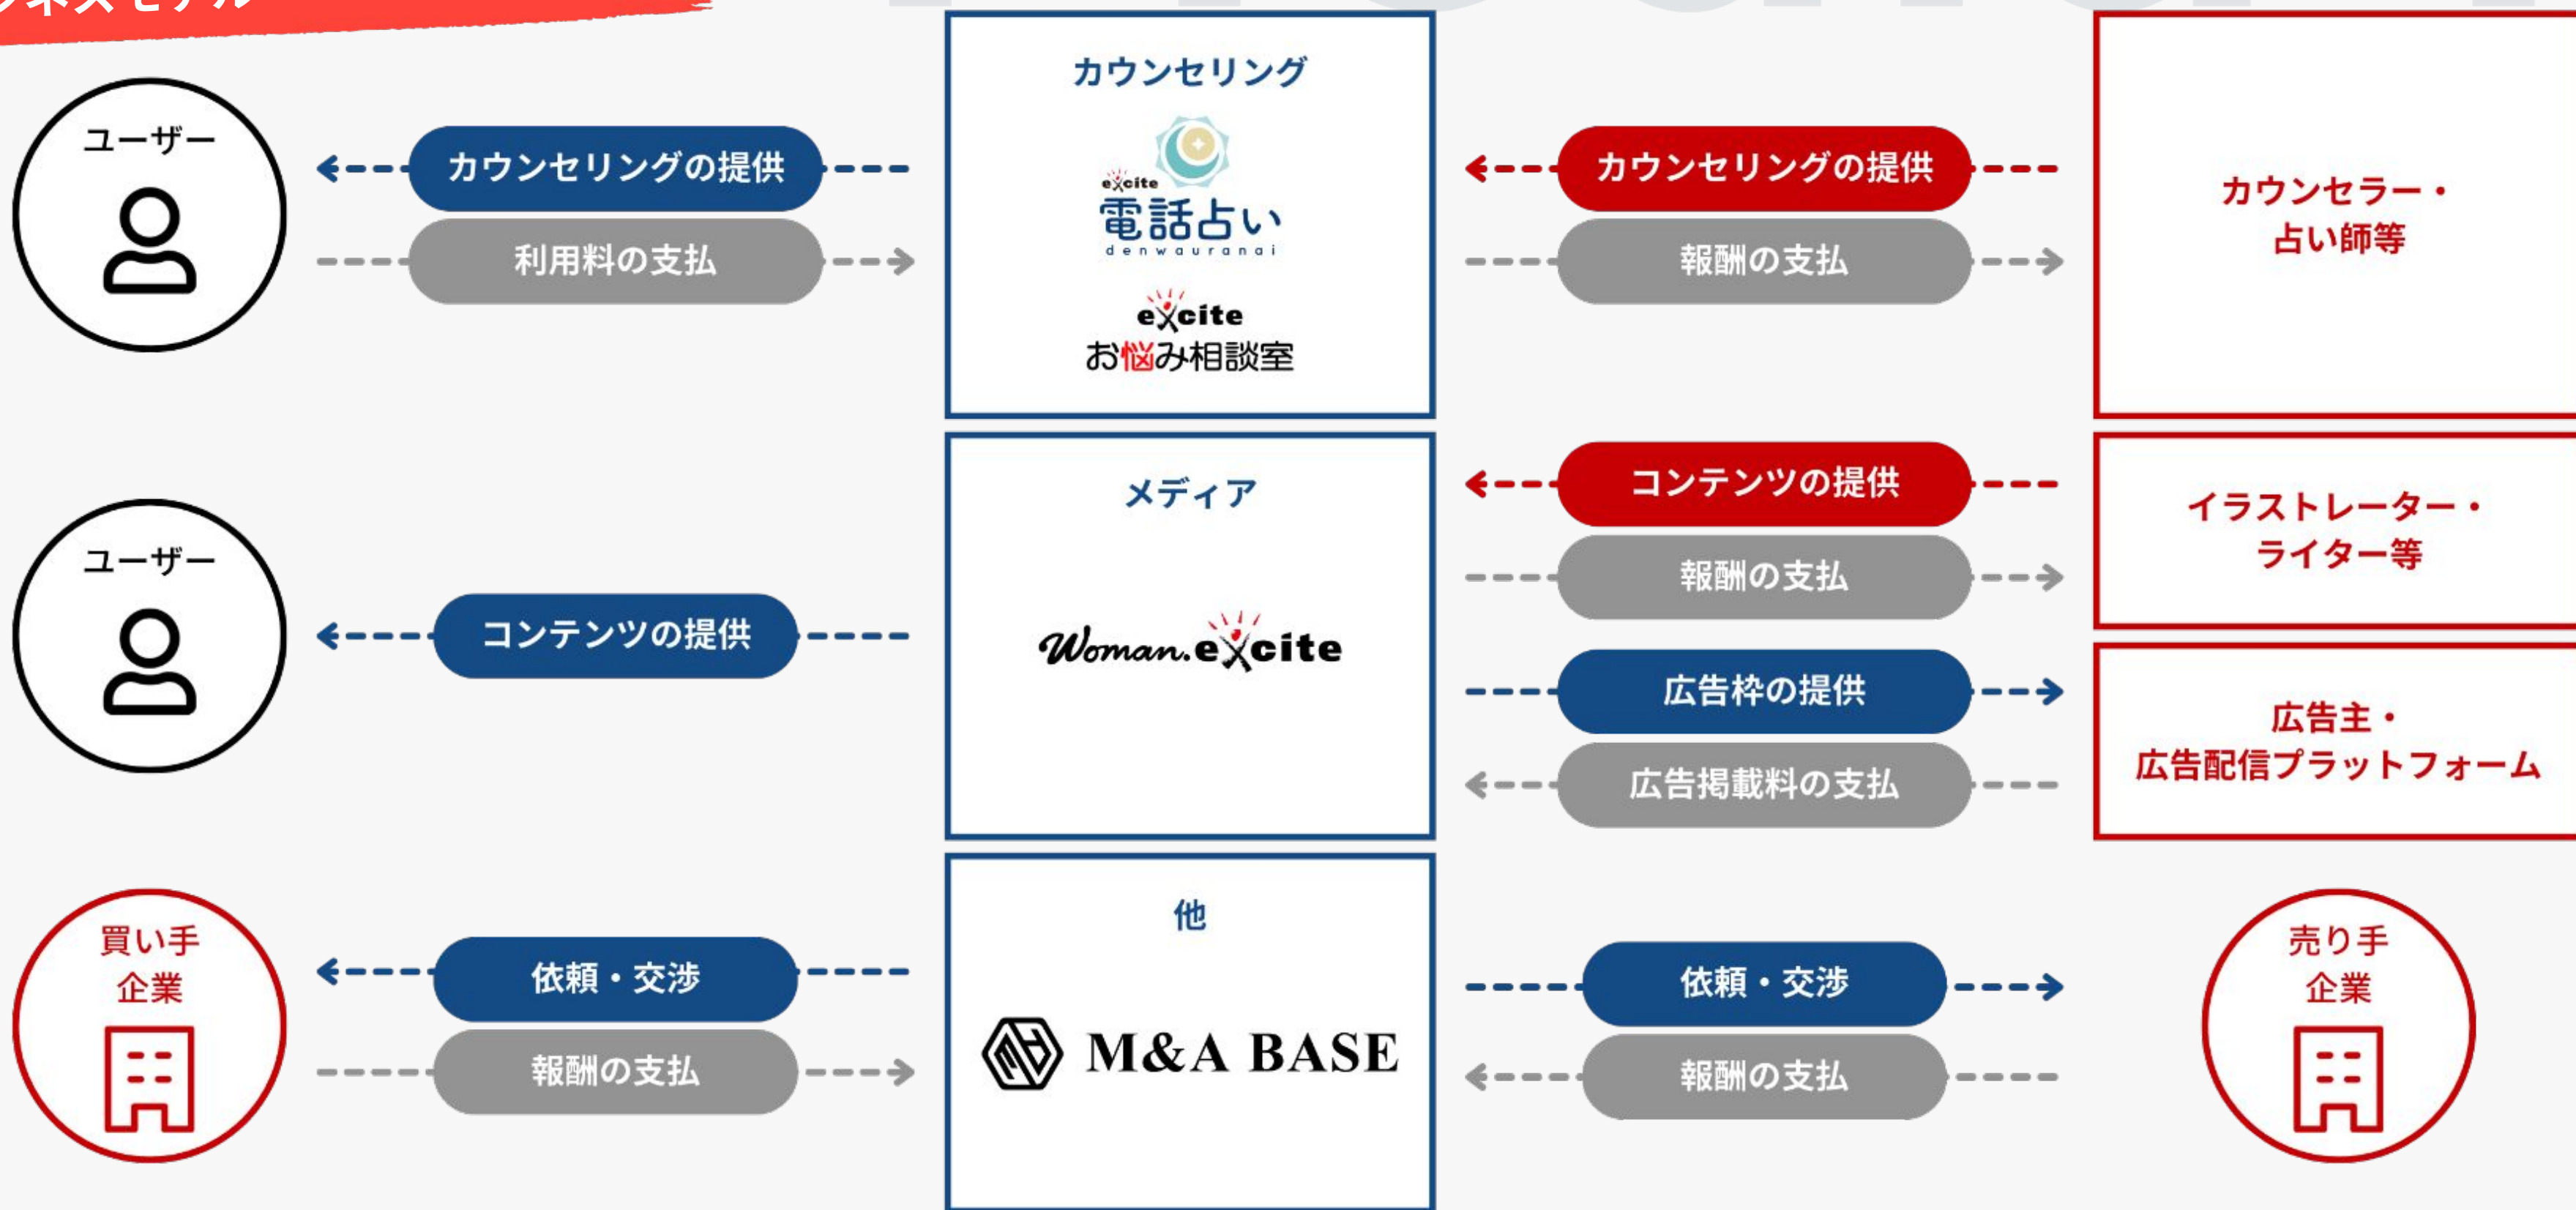 ネスモデル
カウンセリング
ユーザー
カウンセリングの提供
利用料の支払
excite
電話占い
denwauranai
excite
お悩み相談室
カウンセリングの提供
報酬の支払
カウンセラー・
占い師等
メディア
ユーザー
コンテンツの提供
Woman.excite
コンテンツの提供
報酬の支払
イラストレーター・
ライター等
広告枠の提供
広告掲載料の支払
広告主・
広告配信プラットフォーム
他
買い手
企業
依頼・交渉
報酬の支払
M&A BASE
依頼・交渉
報酬の支払
売り手
企業